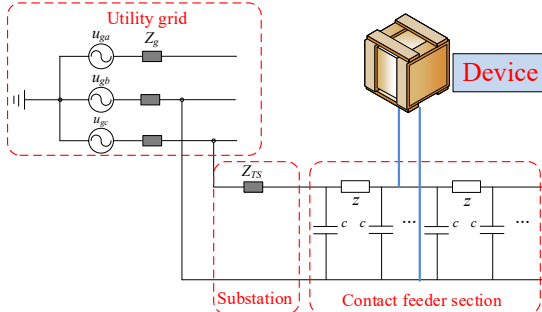 Utility grid
u_ga
Z_g
u_gb
u_gc
Device
Z_TS
z
z
c
c
...
c
c
...
Substation
Contact feeder section